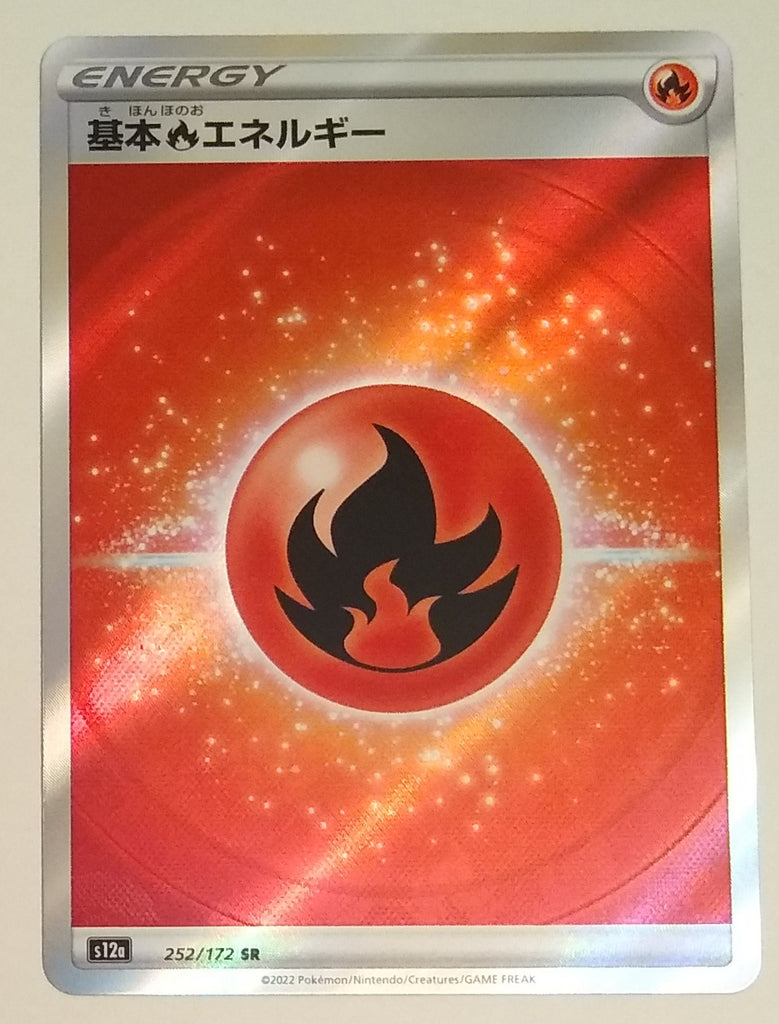 ENERGY
き ほん ほのお
基本エネルギー
s12a 252/172 SR
©2022 Pokémon/Nintendo/Creatures/GAME FREAK